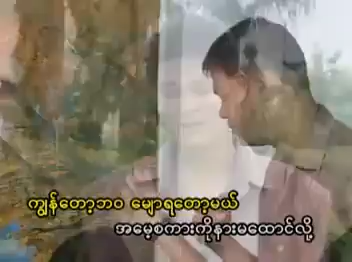 ကျွန်တော့ဘဝ မျောရတော့မယ်
အမေ့စကားကိုနားမထောင်လို့